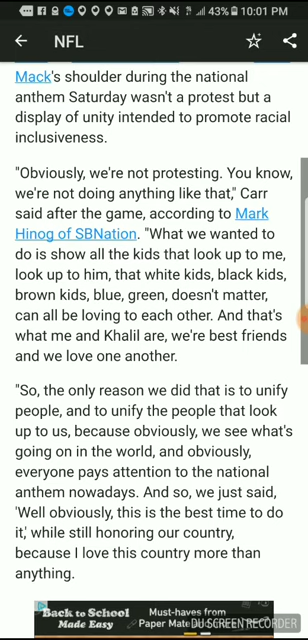 43% 10:01 PM
NFL
Mack's shoulder during the national
anthem Saturday wasn't a protest but a
display of unity intended to promote racial
inclusiveness.
"Obviously, we're not protesting. You know,
we're not doing anything like that," Carr
said after the game, according to Mark
Hinog of SBNation. "What we wanted to
do is show all the kids that look up to me,
look up to him, that white kids, black kids,
brown kids, blue, green, doesn't matter,
can all be loving to each other. And that's
what me and Khalil are, we're best friends
and we love one another.
"So, the only reason we did that is to unify
people, and to unify the people that look
up to us, because obviously, we see what's
going on in the world, and obviously,
everyone pays attention to the national
anthem nowadays. And so, we just said,
'Well obviously, this is the best time to do
it,' while still honoring our country,
because I love this country more than
anything.
Back to School
Made Easy
Must-haves from
Paper Mate
DU SCREEN RECORDER